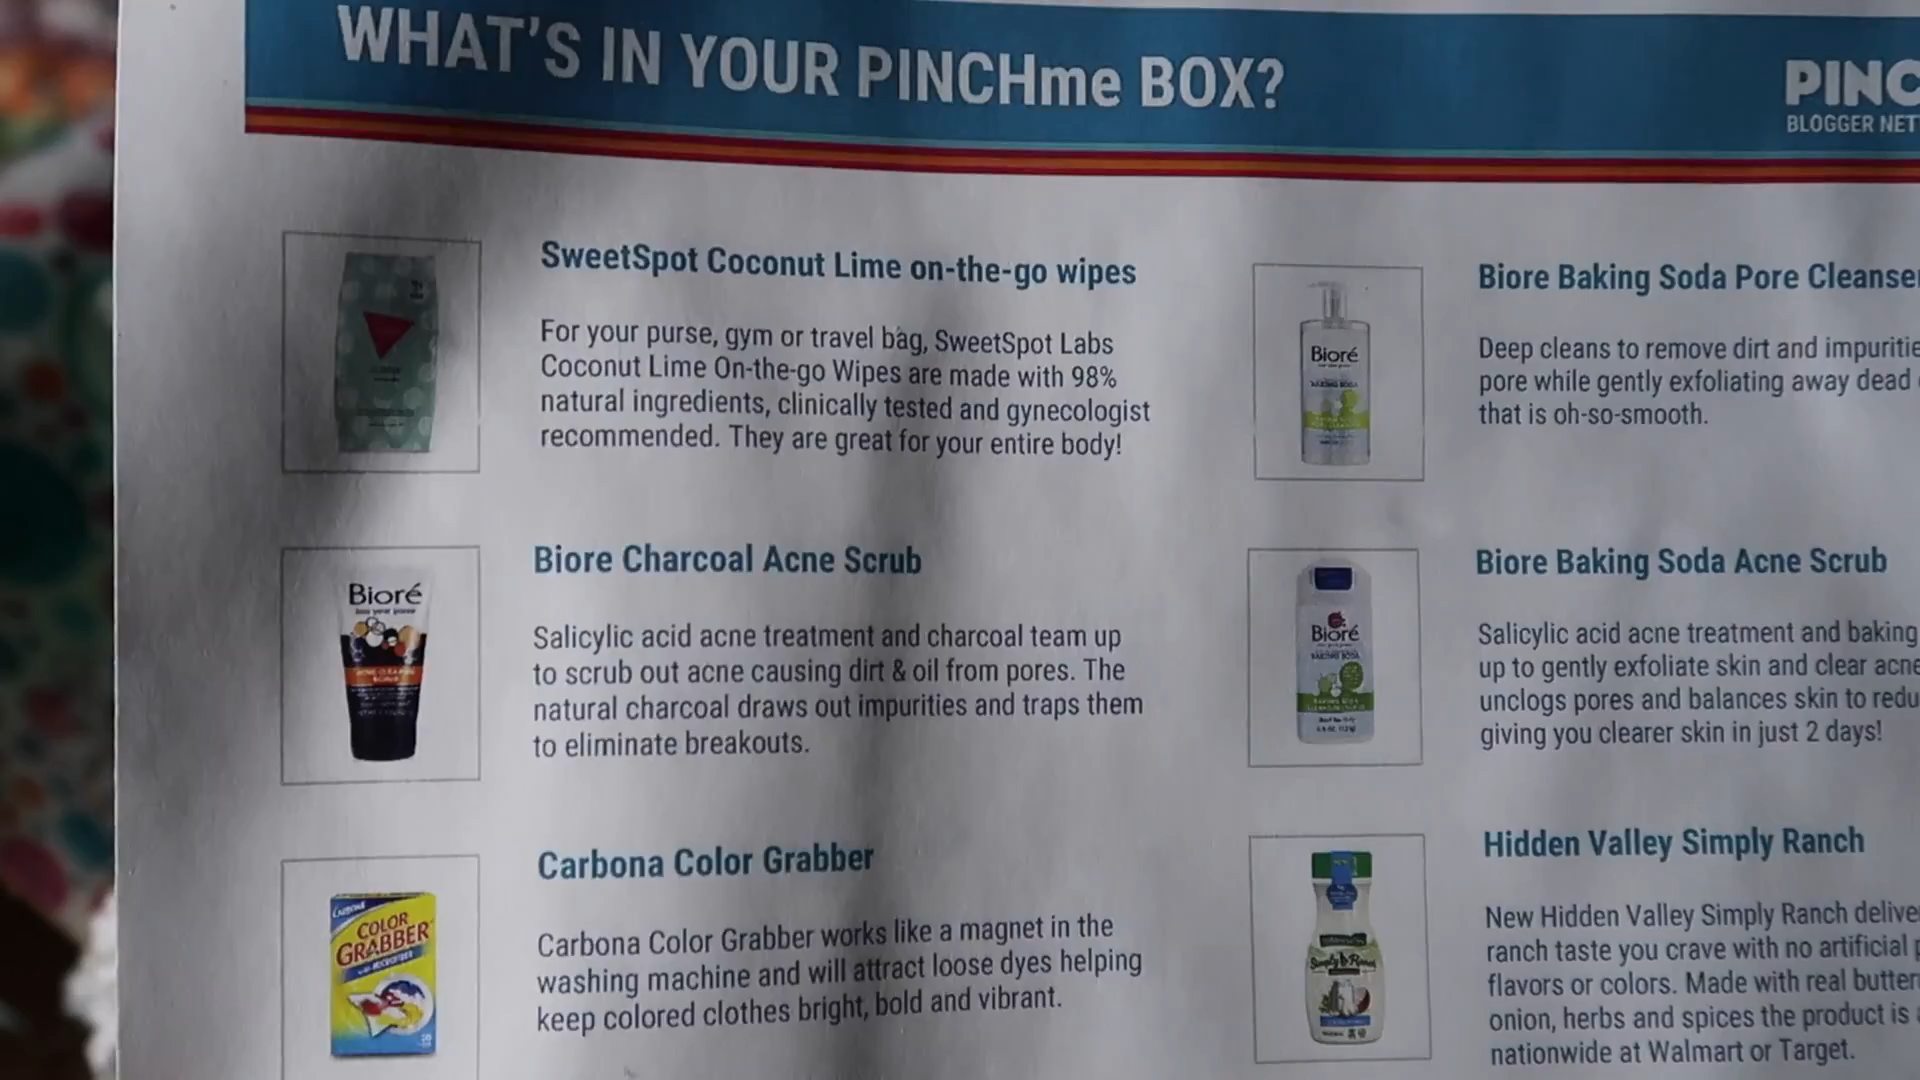 WHAT'S IN YOUR PINCHme BOX?
PINC
BLOGGER NET
SweetSpot Coconut Lime on-the-go wipes
For your purse, gym or travel bag, SweetSpot Labs
Coconut Lime On-the-go Wipes are made with 98%
natural ingredients, clinically tested and gynecologist
recommended. They are great for your entire body!
Bioré
Biore Charcoal Acne Scrub
Salicylic acid acne treatment and charcoal team up
to scrub out acne causing dirt & oil from pores. The
natural charcoal draws out impurities and traps them
to eliminate breakouts.
Carbona
COLOR
GRABBER
Carbona Color Grabber
Carbona Color Grabber works like a magnet in the
washing machine and will attract loose dyes helping
keep colored clothes bright, bold and vibrant.
Bioré
BAKING SODA
Biore Baking Soda Pore Cleanser
Deep cleans to remove dirt and impuritie
pore while gently exfoliating away dead
that is oh-so-smooth.
Bioré
BAKING SODA
Biore Baking Soda Acne Scrub
Salicylic acid acne treatment and baking
up to gently exfoliate skin and clear acne
unclogs pores and balances skin to redu
giving you clearer skin in just 2 days!
Simply Ranch
Hidden Valley Simply Ranch
New Hidden Valley Simply Ranch delive
ranch taste you crave with no artificial p
flavors or colors. Made with real buttern
onion, herbs and spices the product is
nationwide at Walmart or Target.